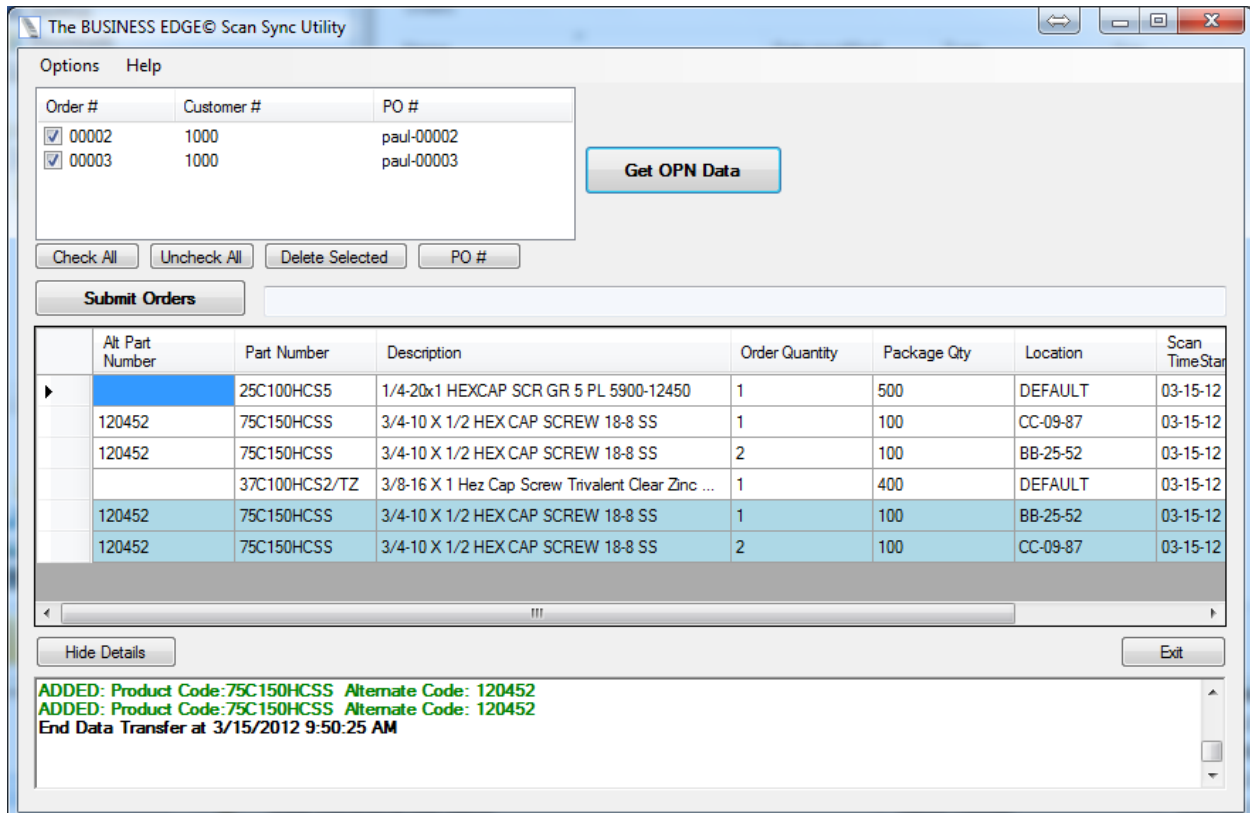 The BUSINESS EDGE© Scan Sync Utility
Options Help
Order # Customer # PO #
00002 1000 paul-00002
00003 1000 paul-00003
Get OPN Data
Check All Uncheck All Delete Selected PO #
Submit Orders
Alt Part Number Part Number Description Order Quantity Package Qty Location Scan TimeStar
25C100HCS5 1/4-20x1 HEXCAP SCR GR 5 PL 5900-12450 1 500 DEFAULT 03-15-12
120452 75C150HCSS 3/4-10 X 1/2 HEX CAP SCREW 18-8 SS 1 100 CC-09-87 03-15-12
120452 75C150HCSS 3/4-10 X 1/2 HEX CAP SCREW 18-8 SS 2 100 BB-25-52 03-15-12
37C100HCS2/TZ 3/8-16 X 1 Hez Cap Screw Trivalent Clear Zinc ... 1 400 DEFAULT 03-15-12
120452 75C150HCSS 3/4-10 X 1/2 HEX CAP SCREW 18-8 SS 1 100 BB-25-52 03-15-12
120452 75C150HCSS 3/4-10 X 1/2 HEX CAP SCREW 18-8 SS 2 100 CC-09-87 03-15-12
Hide Details Exit
ADDED: Product Code:75C150HCSS Alternate Code: 120452
ADDED: Product Code:75C150HCSS Alternate Code: 120452
End Data Transfer at 3/15/2012 9:50:25 AM